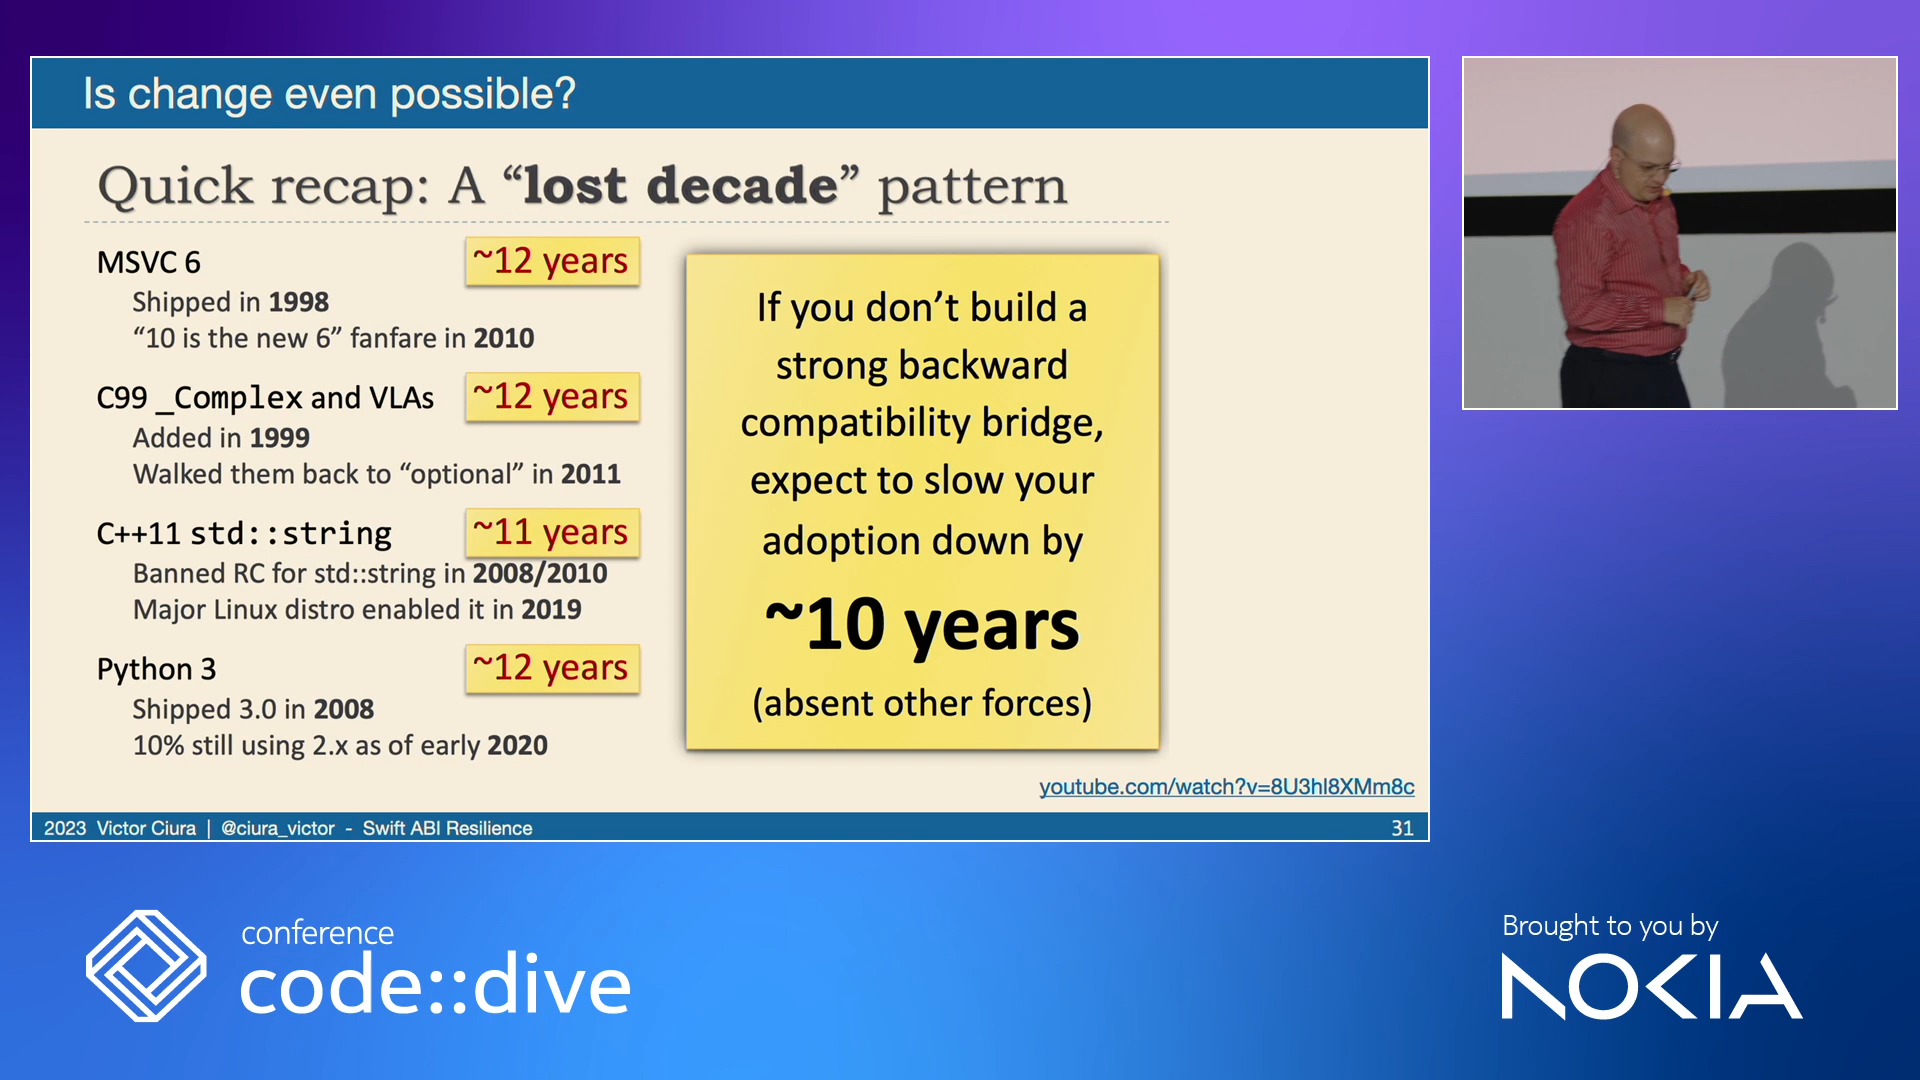 Is change even possible?
Quick recap: A “lost decade” pattern
MSVC 6
~12 years
Shipped in 1998
“10 is the new 6” fanfare in 2010
C99 _Complex and VLAs
~12 years
Added in 1999
Walked them back to “optional” in 2011
C++11 std::string
~11 years
Banned RC for std::string in 2008/2010
Major Linux distro enabled it in 2019
Python 3
~12 years
Shipped 3.0 in 2008
10% still using 2.x as of early 2020
If you don’t build a
strong backward
compatibility bridge,
expect to slow your
adoption down by
~10 years
(absent other forces)
youtube.com/watch?v=8U3hl8XMm8c
2023 Victor Ciura | @ciura_victor - Swift ABI Resilience
31
conference
code::dive
Brought to you by
NOKIA